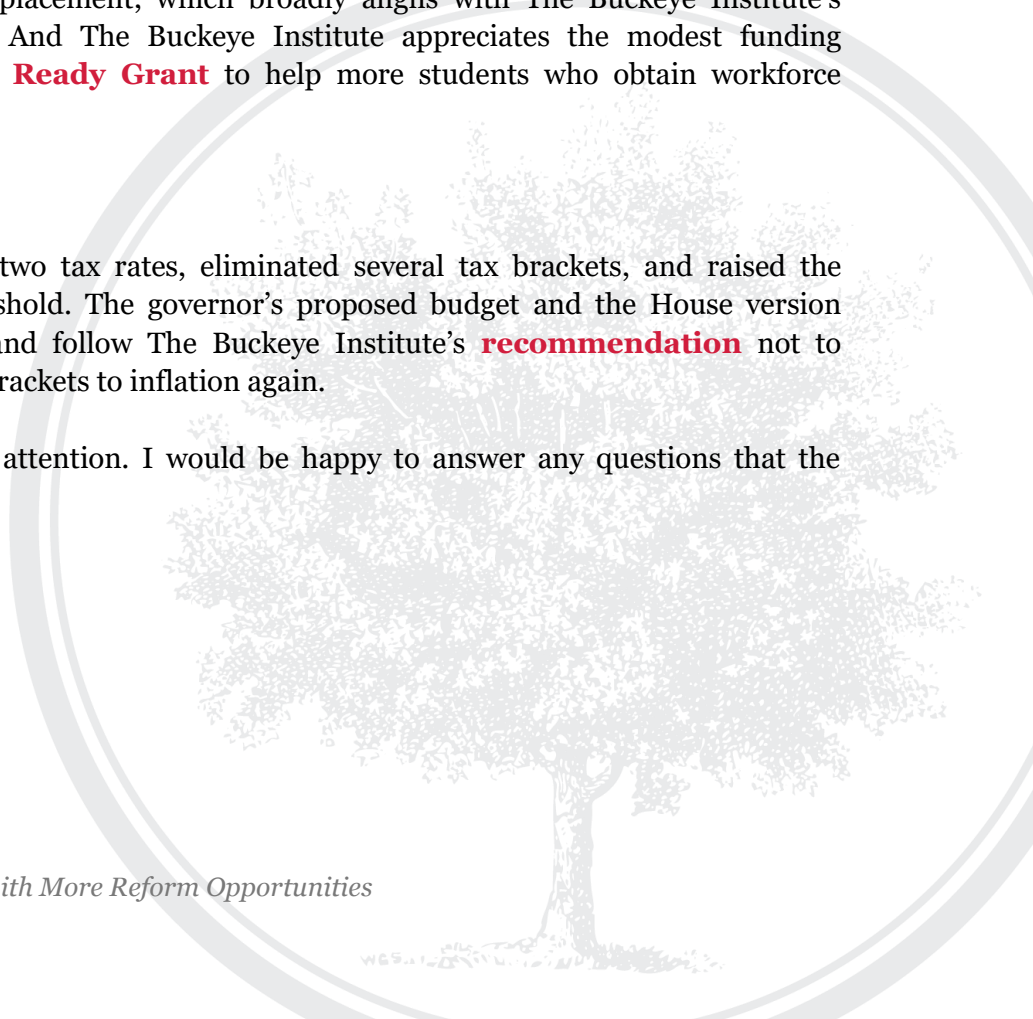 placement, which broadly aligns with The Buckeye Institute's
And The Buckeye Institute appreciates the modest funding
Ready Grant to help more students who obtain workforce
two tax rates, eliminated several tax brackets, and raised the
shold. The governor’s proposed budget and the House version
and follow The Buckeye Institute’s recommendation not to
rackets to inflation again.
attention. I would be happy to answer any questions that the
ith More Reform Opportunities